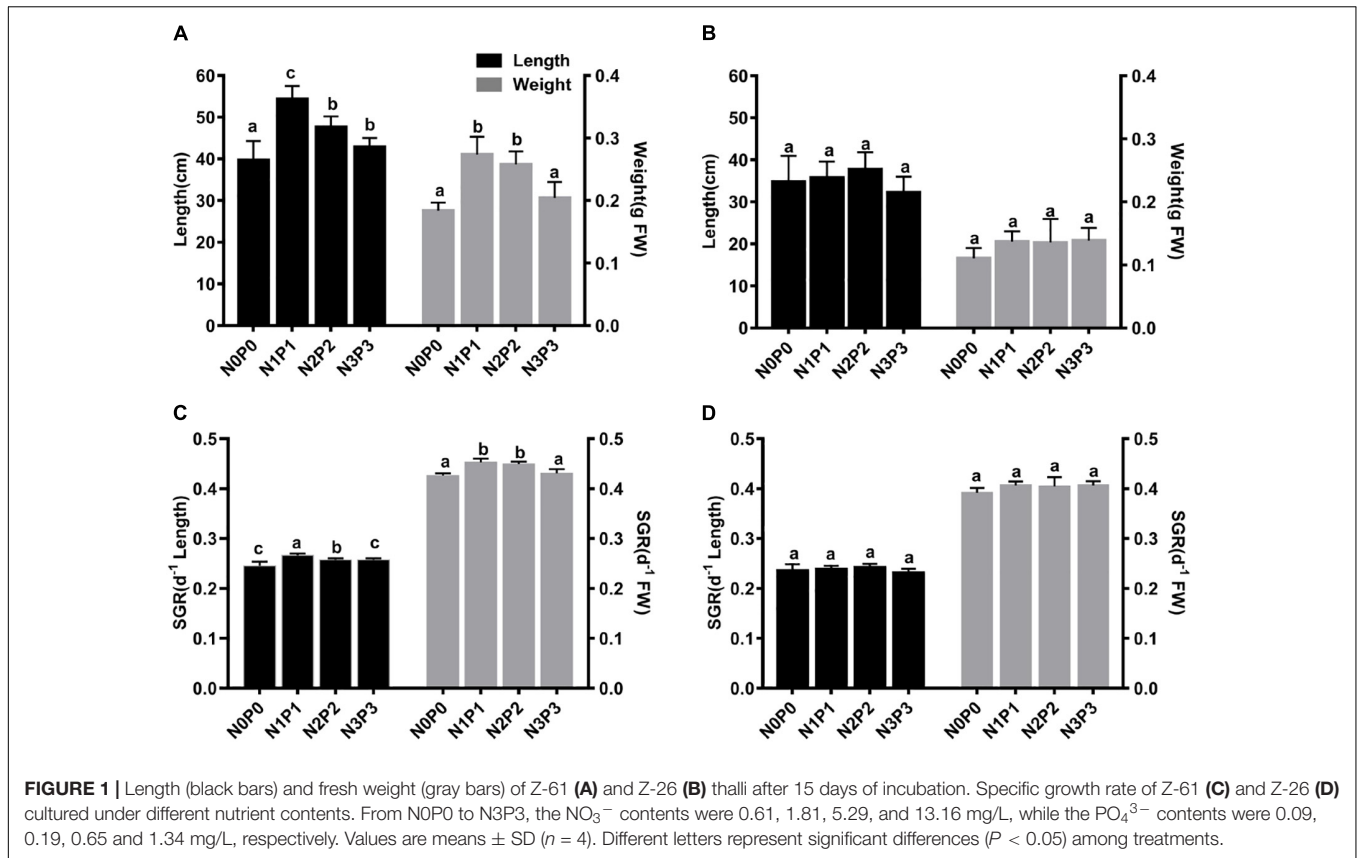 A
Length
Weight
60
50
40
30
20
10
0
Length(cm)
a
c
b
b
a
b
b
a
0.4
0.3
0.2
0.1
0.0
Weight(g FW)
N0P0 N1P1 N2P2 N3P3 N0P0 N1P1 N2P2 N3P3
B
60
50
40
30
20
10
0
Length(cm)
a a a a a a a a
0.4
0.3
0.2
0.1
0.0
Weight(g FW)
N0P0 N1P1 N2P2 N3P3 N0P0 N1P1 N2P2 N3P3
C
0.5
0.4
0.3
0.2
0.1
0.0
SGR(d⁻¹ Length)
c a b c a b b a
0.5
0.4
0.3
0.2
0.1
0.0
SGR(d⁻¹ FW)
N0P0 N1P1 N2P2 N3P3 N0P0 N1P1 N2P2 N3P3
D
0.5
0.4
0.3
0.2
0.1
0.0
SGR(d⁻¹ Length)
a a a a a a a a
0.5
0.4
0.3
0.2
0.1
0.0
SGR(d⁻¹ FW)
N0P0 N1P1 N2P2 N3P3 N0P0 N1P1 N2P2 N3P3
FIGURE 1 | Length (black bars) and fresh weight (gray bars) of Z-61 (A) and Z-26 (B) thalli after 15 days of incubation. Specific growth rate of Z-61 (C) and Z-26 (D)
cultured under different nutrient contents. From N0P0 to N3P3, the NO₃⁻ contents were 0.61, 1.81, 5.29, and 13.16 mg/L, while the PO₄³⁻ contents were 0.09,
0.19, 0.65 and 1.34 mg/L, respectively. Values are means ± SD (n = 4). Different letters represent significant differences (P < 0.05) among treatments.